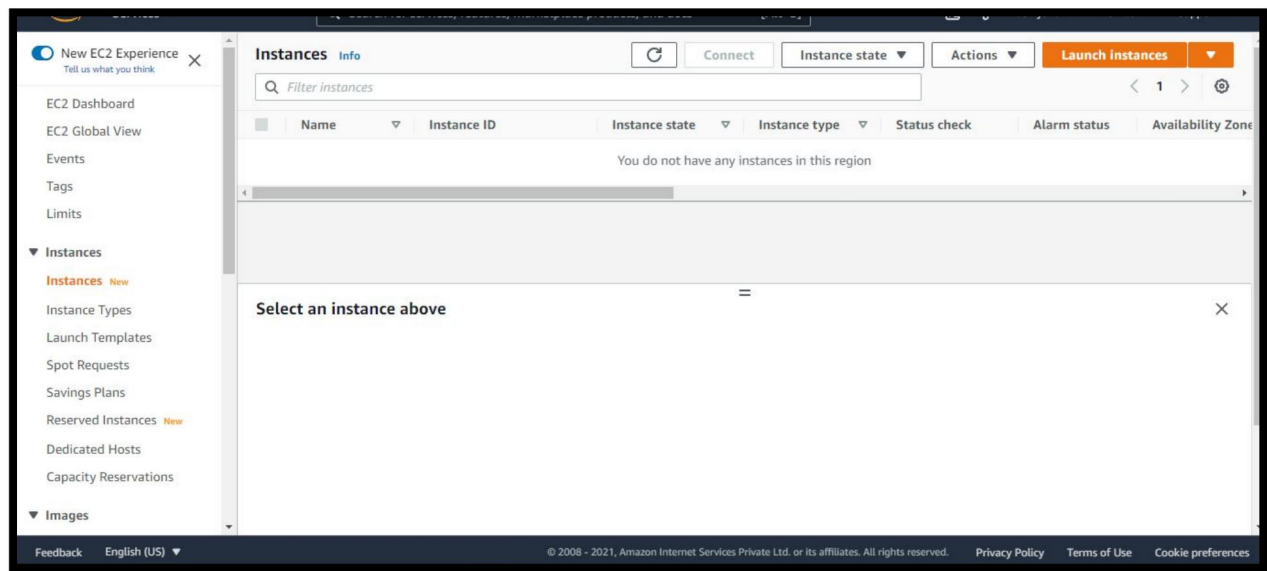 New EC2 Experience
Tell us what you think
EC2 Dashboard
EC2 Global View
Events
Tags
Limits
Instances
Instances New
Instance Types
Launch Templates
Spot Requests
Savings Plans
Reserved Instances New
Dedicated Hosts
Capacity Reservations
Images
Instances Info
Connect
Instance state
Actions
Launch instances
Filter instances
1
Name
Instance ID
Instance state
Instance type
Status check
Alarm status
Availability Zone
You do not have any instances in this region
Select an instance above
Feedback English (US)
© 2008 - 2021, Amazon Internet Services Private Ltd. or its affiliates. All rights reserved. Privacy Policy Terms of Use Cookie preferences